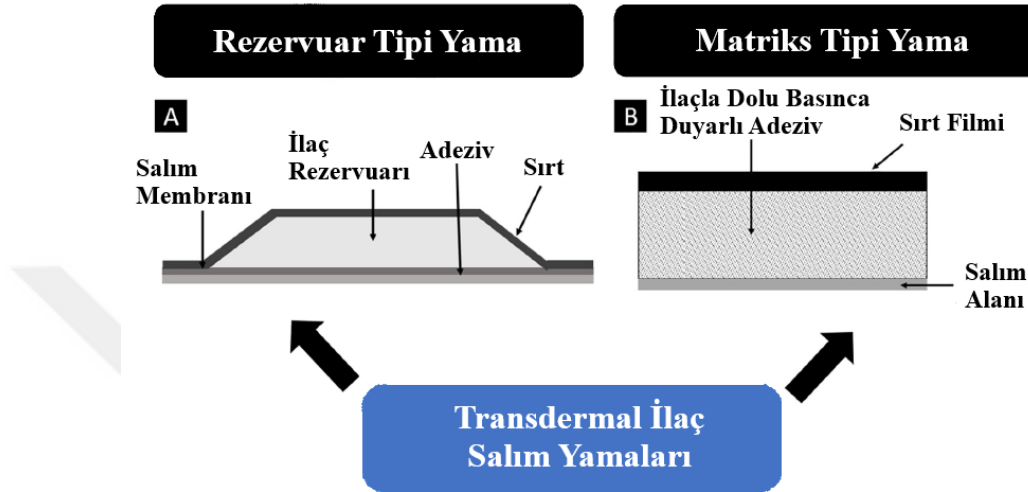 Rezervuar Tipi Yama
Matriks Tipi Yama
A
Salım
Membranı
İlaç
Rezervuarı
Adeziv
Sırt
B
İlaçla Dolu Basınca
Duyarlı Adeziv
Sırt Filmi
Salım
Alanı
Transdermal İlaç
Salım Yamaları